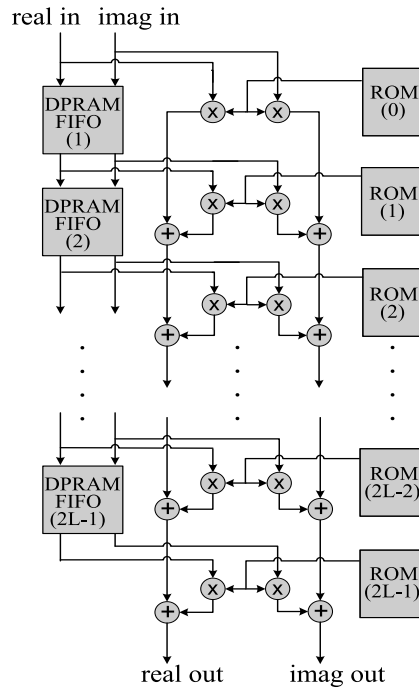 real in imag in
DPRAM
FIFO
(1)
ROM
(0)
x x
DPRAM
FIFO
(2)
ROM
(1)
x x
+ +
ROM
(2)
x x
+ +
DPRAM
FIFO
(2L-1)
ROM
(2L-2)
x x
+ +
ROM
(2L-1)
x x
+ +
real out imag out